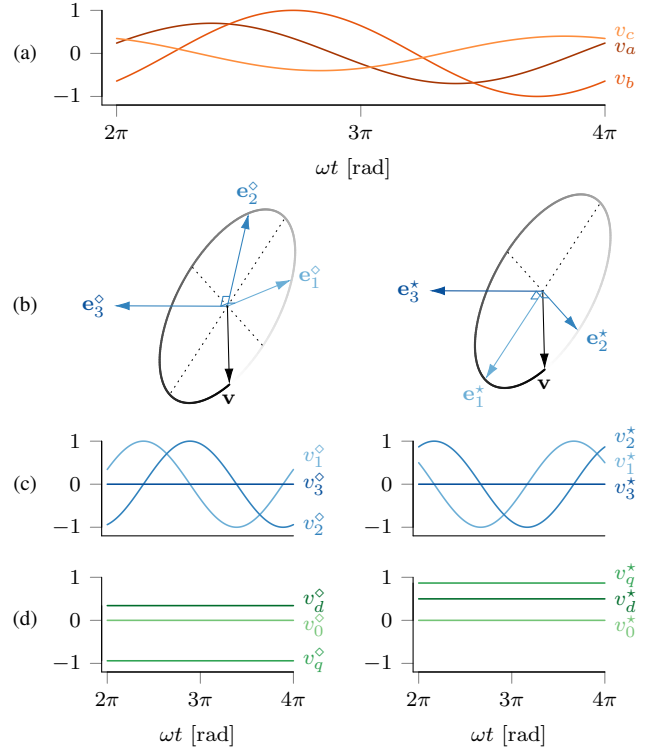 (a)
1
0
−1
v_c
v_a
v_b
2π 3π 4π
ωt [rad]
(b)
e_2^⋄
e_1^⋄
e_3^⋄
v
e_3^⋆
e_2^⋆
e_1^⋆
v
(c)
1
0
−1
v_1^⋄
v_3^⋄
v_2^⋄
1
0
−1
v_2^⋆
v_1^⋆
v_3^⋆
(d)
1
0
−1
v_d^⋄
v_0^⋄
v_q^⋄
2π 3π 4π
ωt [rad]
1
0
−1
v_q^⋆
v_d^⋆
v_0^⋆
2π 3π 4π
ωt [rad]